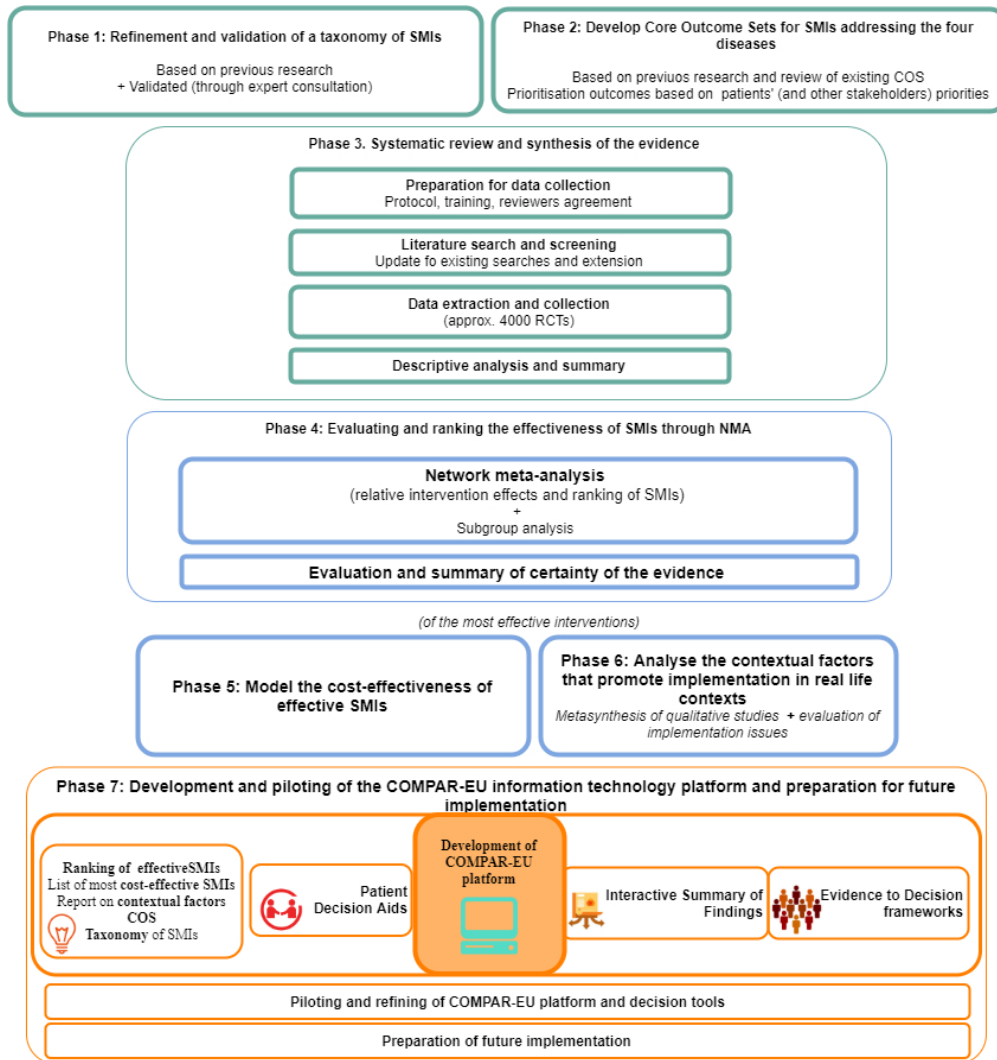 Phase 1: Refinement and validation of a taxonomy of SMIs
Based on previous research
+ Validated (through expert consultation)
Phase 2: Develop Core Outcome Sets for SMIs addressing the four
diseases
Based on previuos research and review of existing COS
Prioritisation outcomes based on patients' (and other stakeholders) priorities
Phase 3. Systematic review and synthesis of the evidence
Preparation for data collection
Protocol, training, reviewers agreement
Literature search and screening
Update fo existing searches and extension
Data extraction and collection
(approx. 4000 RCTs)
Descriptive analysis and summary
Phase 4: Evaluating and ranking the effectiveness of SMIs through NMA
Network meta-analysis
(relative intervention effects and ranking of SMIs)
+
Subgroup analysis
Evaluation and summary of certainty of the evidence
(of the most effective interventions)
Phase 5: Model the cost-effectiveness of
effective SMIs
Phase 6: Analyse the contextual factors
that promote implementation in real life
contexts
Metasynthesis of qualitative studies + evaluation of
implementation issues
Phase 7: Development and piloting of the COMPAR-EU information technology platform and preparation for future
implementation
Ranking of effectiveSMIs
List of most cost-effective SMIs
Report on contextual factors
COS
Taxonomy of SMIs
Patient
Decision Aids
Development of
COMPAR-EU
platform
Interactive Summary of
Findings
Evidence to Decision
frameworks
Piloting and refining of COMPAR-EU platform and decision tools
Preparation of future implementation